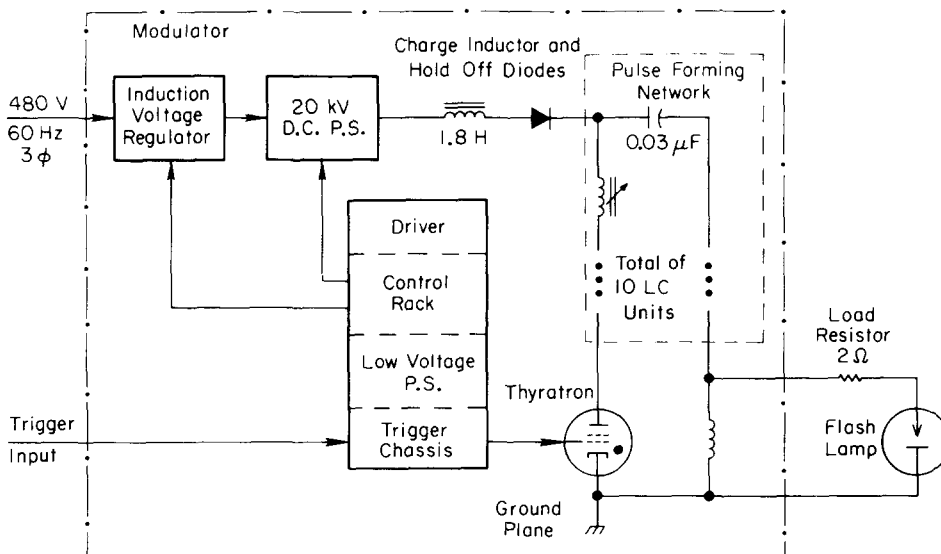 Modulator
Charge Inductor and
Hold Off Diodes
Pulse Forming
Network
480 V
60 Hz
3 ϕ
Induction
Voltage
Regulator
20 kV
D.C. P.S.
1.8 H
0.03 µF
Driver
Control
Rack
Low Voltage
P.S.
Trigger
Chassis
Total of
10 LC
Units
Load
Resistor
2 Ω
Thyratron
Trigger
Input
Flash
Lamp
Ground
Plane